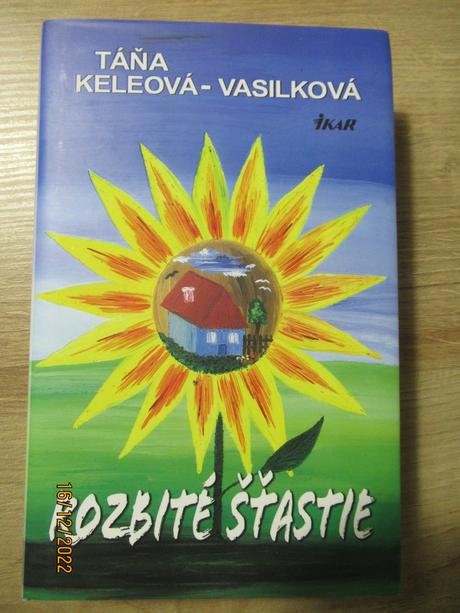 TÁŇA
KELEOVÁ - VASILKOVÁ
IKAR
ROZBITÉ ŠŤASTIE
16/12/2022